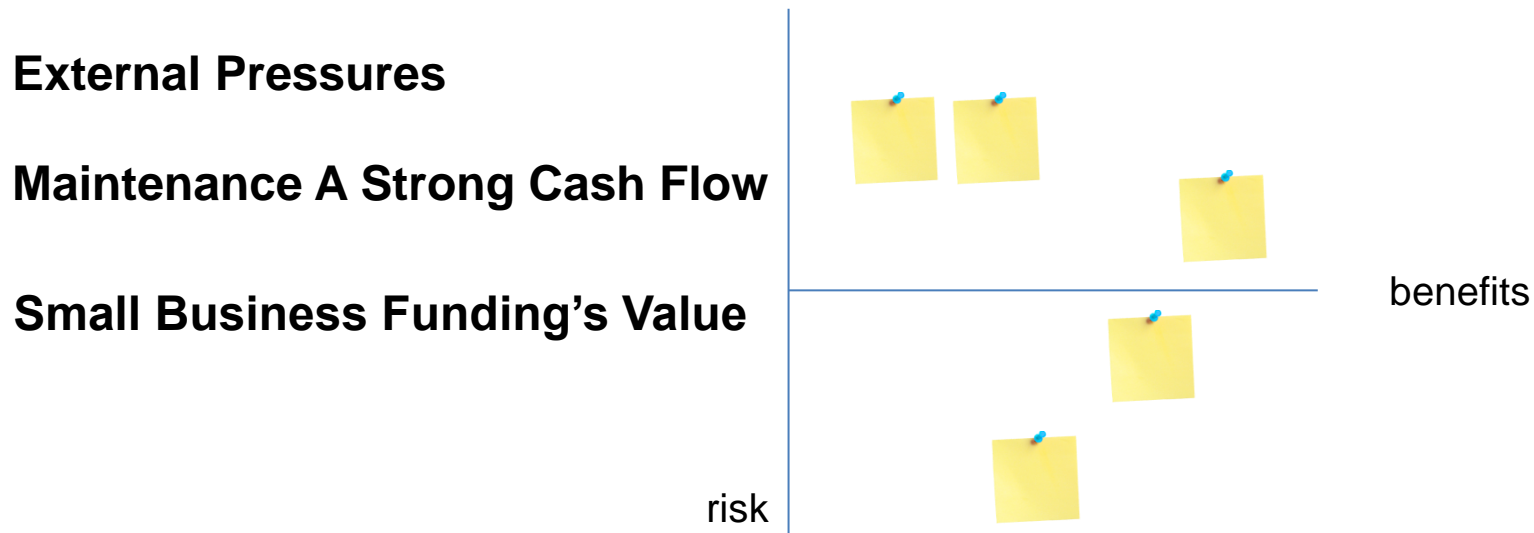 External Pressures
Maintenance A Strong Cash Flow
Small Business Funding’s Value
benefits
risk